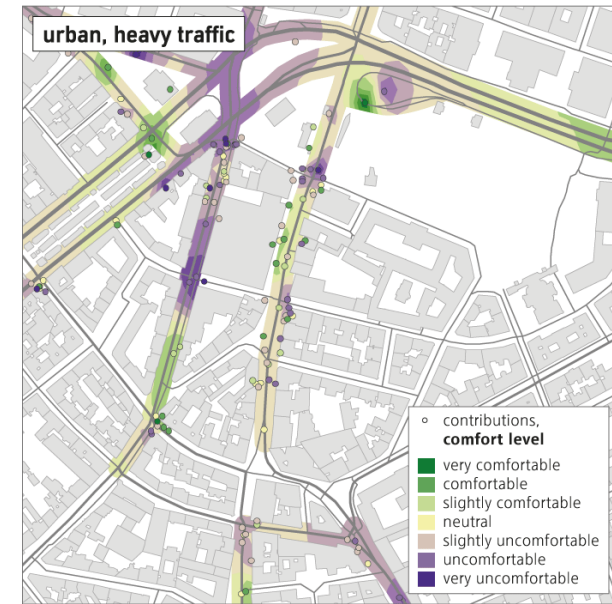 urban, heavy traffic
contributions,
comfort level
very comfortable
comfortable
slightly comfortable
neutral
slightly uncomfortable
uncomfortable
very uncomfortable